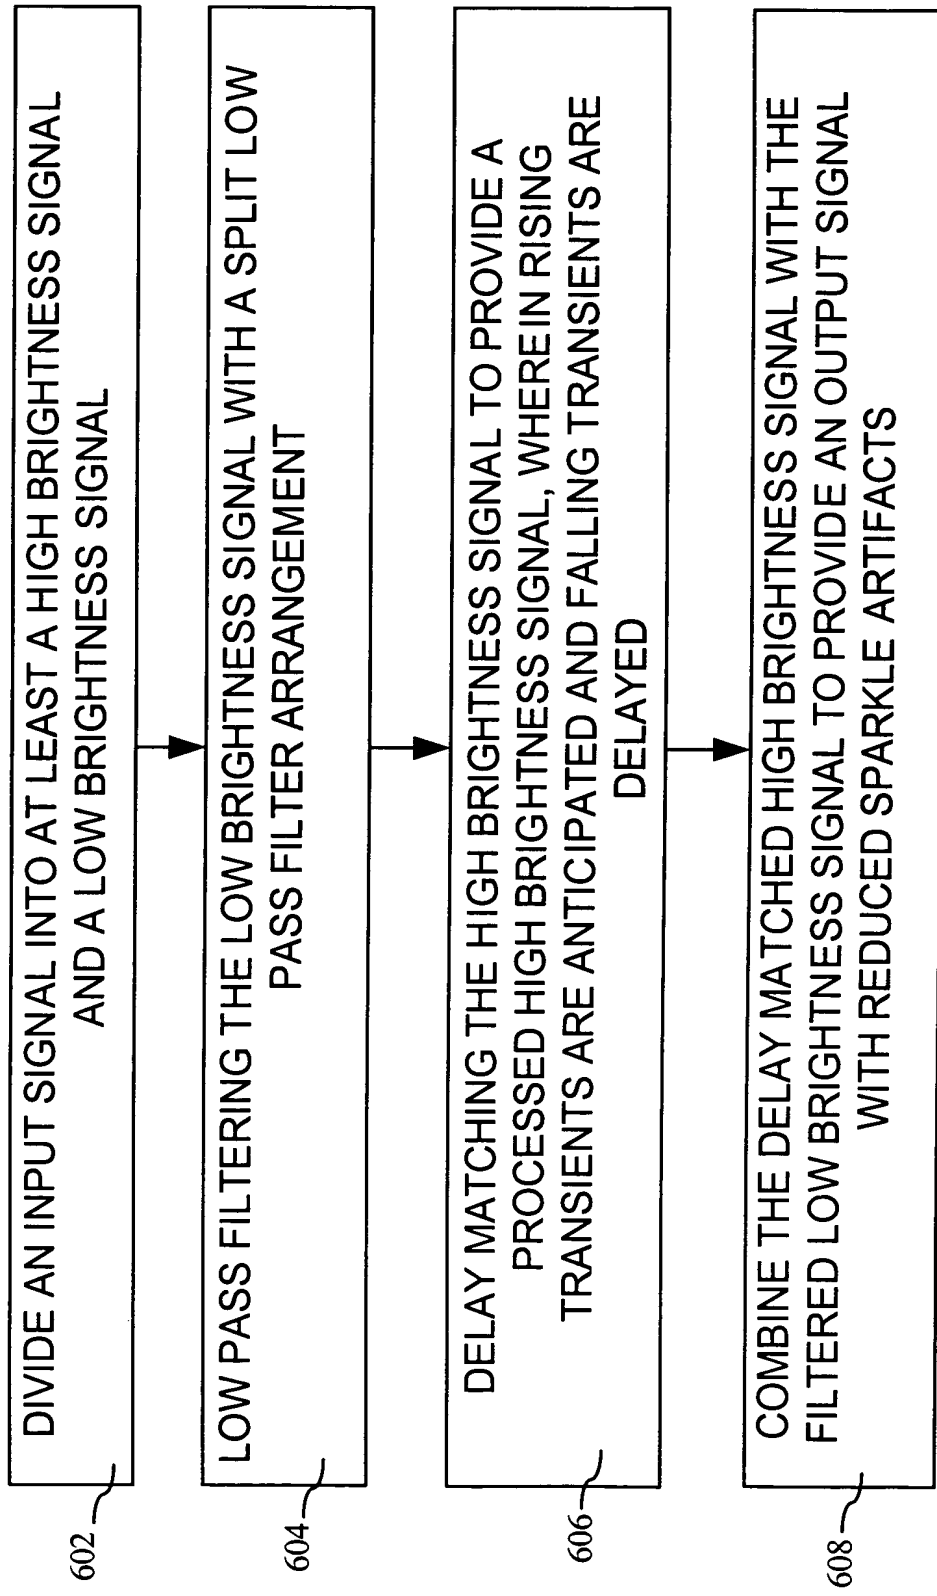 DIVIDE AN INPUT SIGNAL INTO AT LEAST A HIGH BRIGHTNESS SIGNAL
AND A LOW BRIGHTNESS SIGNAL
602
LOW PASS FILTERING THE LOW BRIGHTNESS SIGNAL WITH A SPLIT LOW
PASS FILTER ARRANGEMENT
604
DELAY MATCHING THE HIGH BRIGHTNESS SIGNAL TO PROVIDE A
PROCESSED HIGH BRIGHTNESS SIGNAL, WHEREIN RISING
TRANSIENTS ARE ANTICIPATED AND FALLING TRANSIENTS ARE
DELAYED
606
COMBINE THE DELAY MATCHED HIGH BRIGHTNESS SIGNAL WITH THE
FILTERED LOW BRIGHTNESS SIGNAL TO PROVIDE AN OUTPUT SIGNAL
WITH REDUCED SPARKLE ARTIFACTS
608